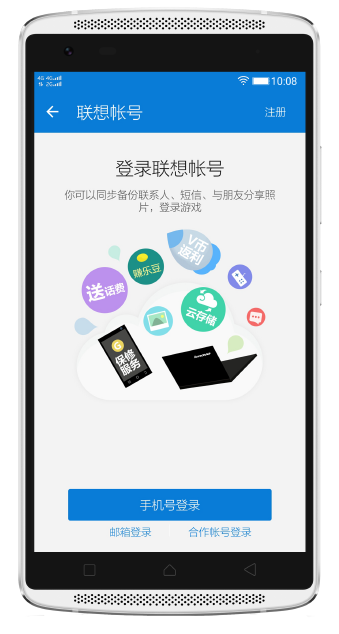 4G 4G 10:08
2G
联想帐号 注册
登录联想帐号
你可以同步备份联系人、短信、与朋友分享照
片，登录游戏
V币
返利
赚乐豆
送话费
云存储
G
保修
服务
手机号登录
邮箱登录 合作帐号登录